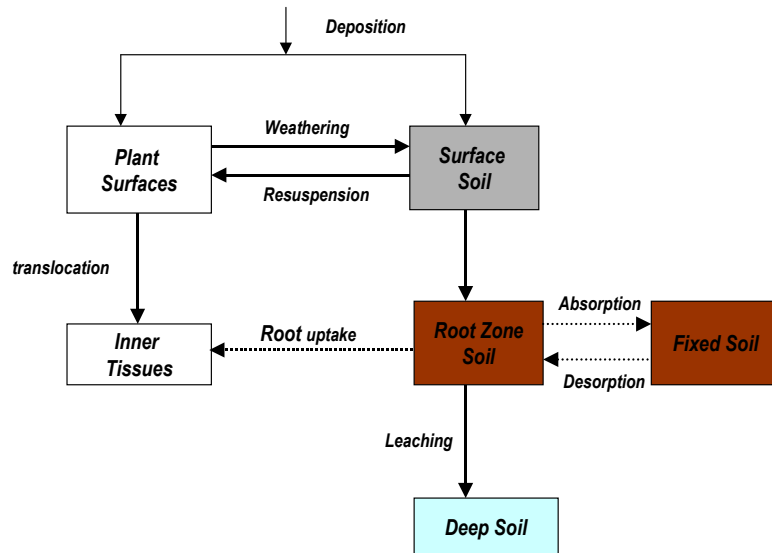 Deposition
Weathering
Plant
Surfaces
Surface
Soil
Resuspension
translocation
Absorption
Root uptake
Inner
Tissues
Root Zone
Soil
Fixed Soil
Desorption
Leaching
Deep Soil